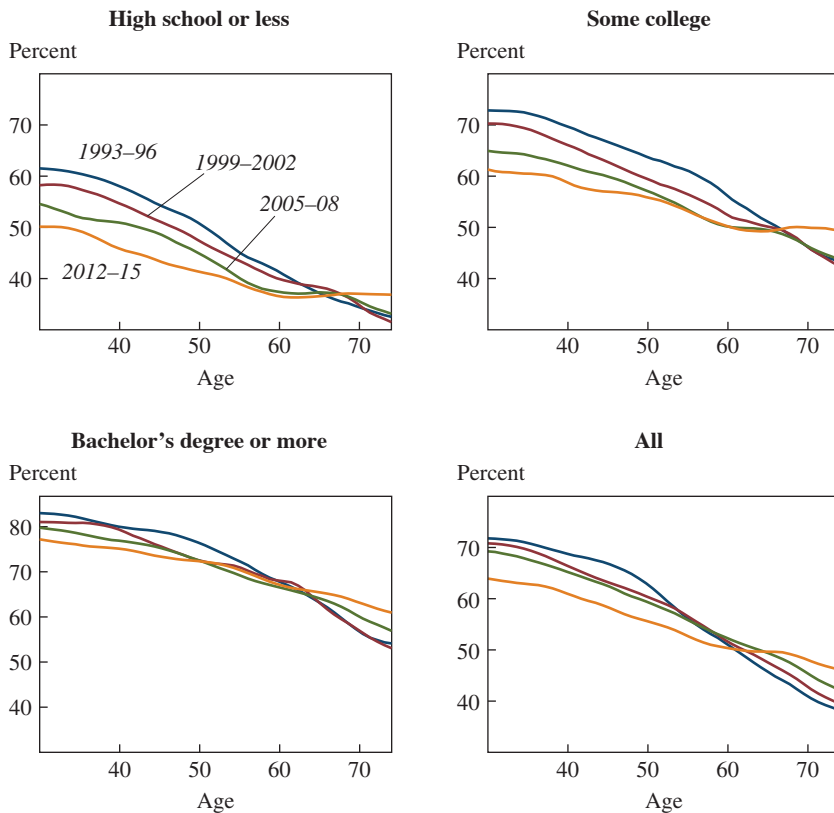 High school or less
Percent
70
60
50
40
1993–96
1999–2002
2005–08
2012–15
40 50 60 70
Age
Some college
Percent
70
60
50
40
40 50 60 70
Age
Bachelor's degree or more
Percent
80
70
60
50
40
40 50 60 70
Age
All
Percent
70
60
50
40
40 50 60 70
Age